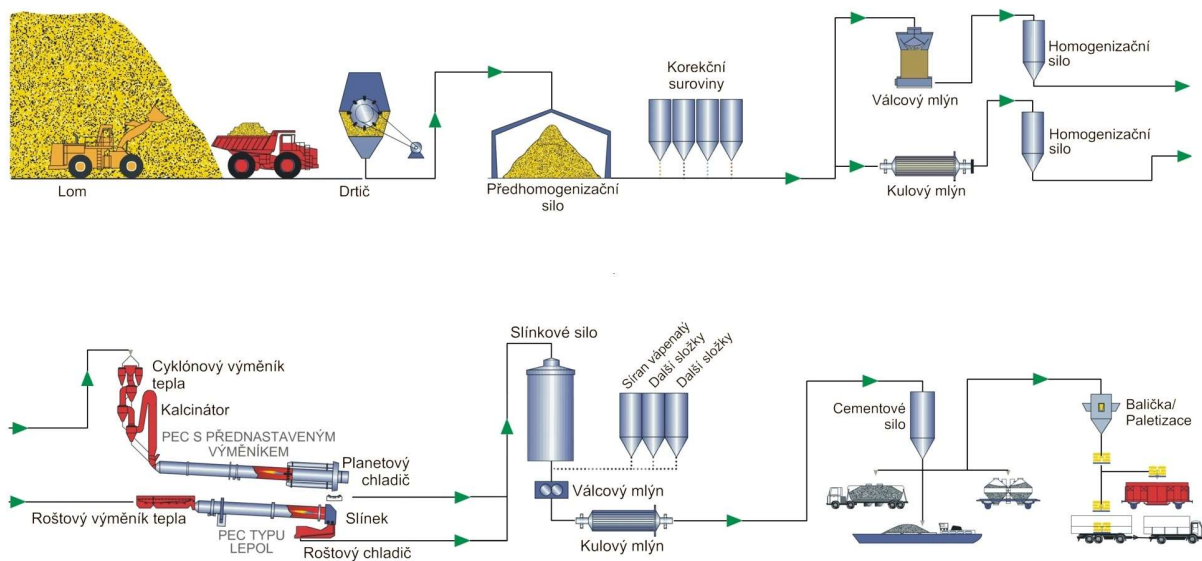 Lom
Drtič
Předhomogenizační
silo
Korekční
suroviny
Válcový mlýn
Homogenizační
silo
Kulový mlýn
Homogenizační
silo
Cyklónový výměník
tepla
Kalcinátor
PEC S PŘEDNASTAVENÝM
VÝMĚNÍKEM
Planetový
chladič
Roštový výměník tepla
PEC TYPU
LEPOL
Slínek
Roštový chladič
Slínkové silo
Síran vápenatý
Další složky
Další složky
Válcový mlýn
Kulový mlýn
Cementové
silo
Balička/
Paletizace